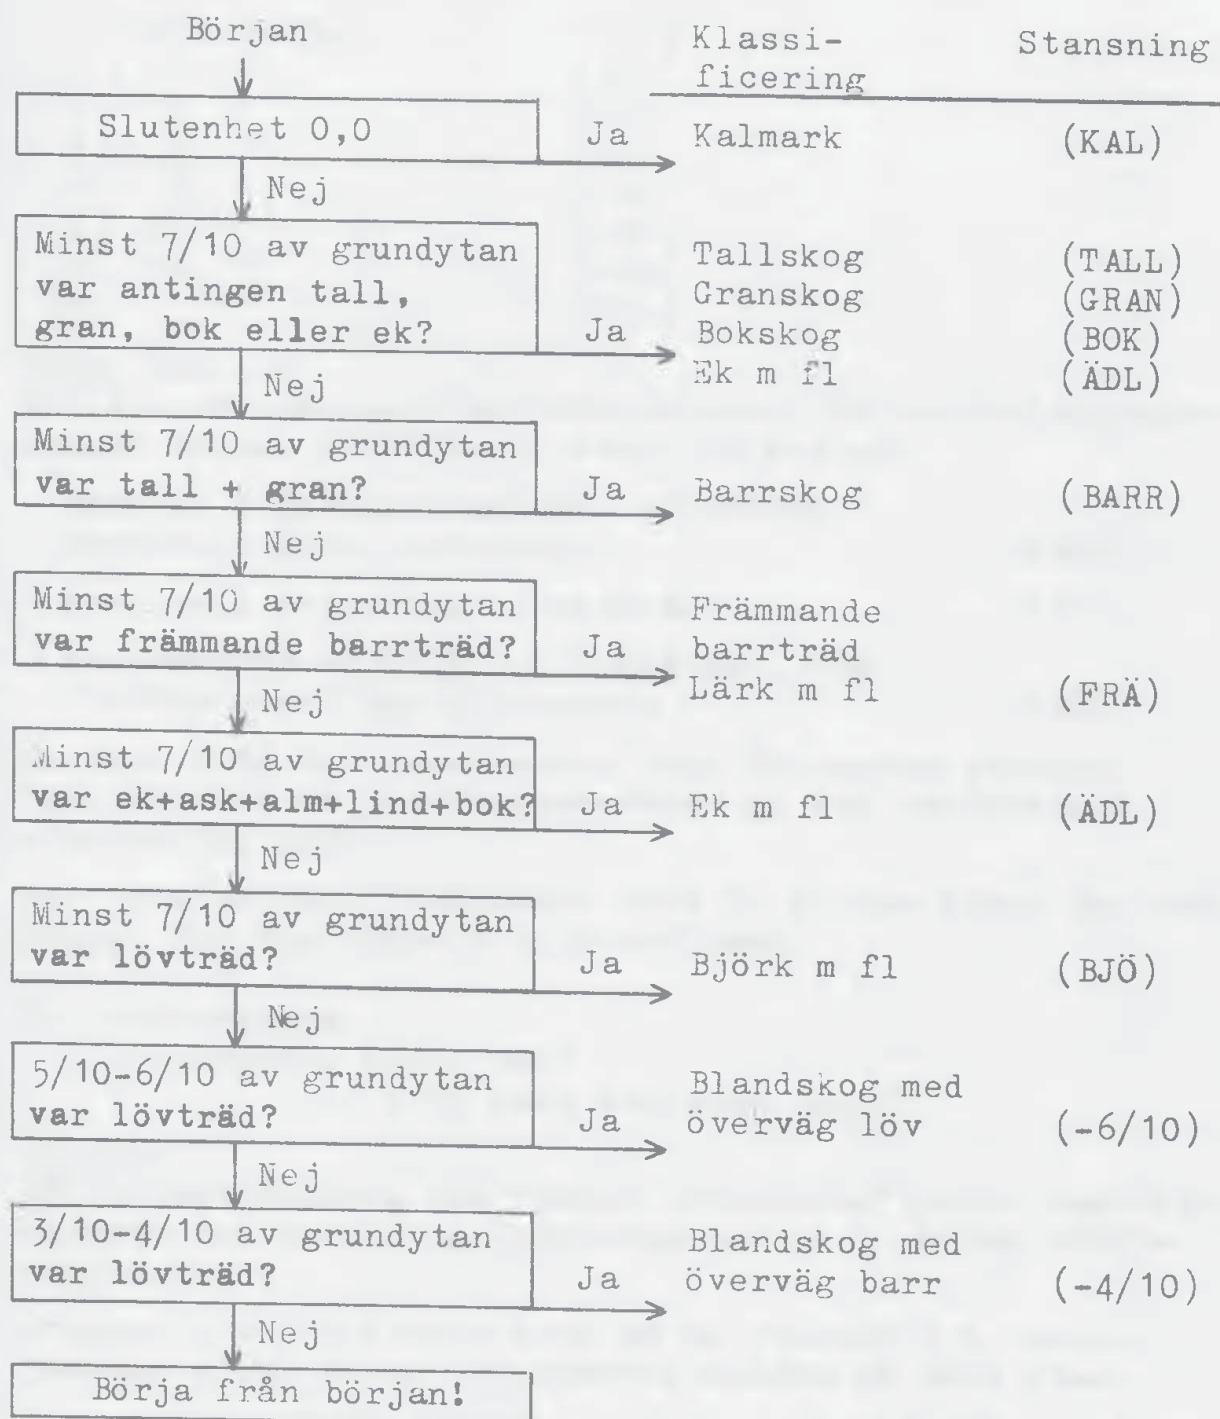 Början
Klassi-
ficering
Stansning
Slutenhet 0,0
Ja
Kalmark
(KAL)
Nej
Minst 7/10 av grundytan
var antingen tall,
gran, bok eller ek?
Ja
Tallskog
(TALL)
Granskog
(GRAN)
Bokskog
(BOK)
Ek m fl
(ÄDL)
Nej
Minst 7/10 av grundytan
var tall + gran?
Ja
Barrskog
(BARR)
Nej
Minst 7/10 av grundytan
var främmande barrträd?
Ja
Främmande
barrträd
Lärk m fl
(FRÄ)
Nej
Minst 7/10 av grundytan
var ek+ask+alm+lind+bok?
Ja
Ek m fl
(ÄDL)
Nej
Minst 7/10 av grundytan
var lövträd?
Ja
Björk m fl
(BJÖ)
Nej
5/10-6/10 av grundytan
var lövträd?
Ja
Blandskog med
överväg löv
(-6/10)
Nej
3/10-4/10 av grundytan
var lövträd?
Ja
Blandskog med
överväg barr
(-4/10)
Nej
Börja från början!